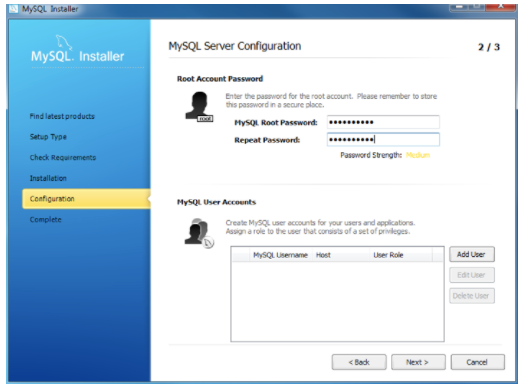 MySQL Installer
MySQL. Installer
MySQL Server Configuration
2 / 3
Root Account Password
Enter the password for the root account. Please remember to store
this password in a secure place.
root
MySQL Root Password:
●●●●●●●●●●
Repeat Password:
●●●●●●●●●●
Password Strength: Medium
Find latest products
Setup Type
Check Requirements
Installation
Configuration
Complete
MySQL User Accounts
Create MySQL user accounts for your users and applications.
Assign a role to the user that consists of a set of privileges.
MySQL Username Host User Role
Add User
Edit User
Delete User
< Back
Next >
Cancel